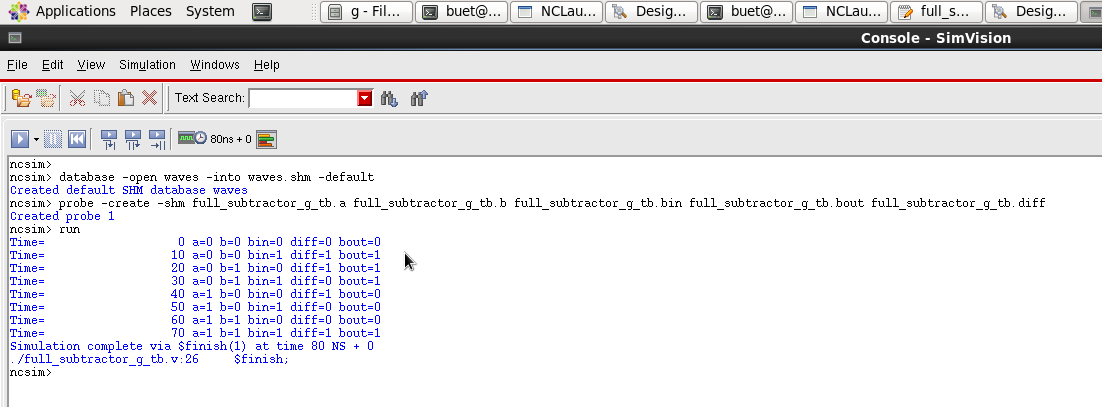 Applications Places System g - Fil... buet@... NCLau... Desig... buet@... NCLau... full_s... Desig...
Console - SimVision
File Edit View Simulation Windows Help
Text Search:
80ns + 0
ncsim>
ncsim> database -open waves -into waves.shm -default
Created default SHM database waves
ncsim> probe -create -shm full_subtractor_g_tb.a full_subtractor_g_tb.b full_subtractor_g_tb.bin full_subtractor_g_tb.bout full_subtractor_g_tb.diff
Created probe 1
ncsim> run
Time= 0 a=0 b=0 bin=0 diff=0 bout=0
Time= 10 a=0 b=0 bin=1 diff=1 bout=1
Time= 20 a=0 b=1 bin=0 diff=1 bout=1
Time= 30 a=0 b=1 bin=1 diff=0 bout=1
Time= 40 a=1 b=0 bin=0 diff=1 bout=0
Time= 50 a=1 b=0 bin=1 diff=0 bout=0
Time= 60 a=1 b=1 bin=0 diff=0 bout=0
Time= 70 a=1 b=1 bin=1 diff=1 bout=1
Simulation complete via $finish(1) at time 80 NS + 0
./full_subtractor_g_tb.v:26 $finish;
ncsim>